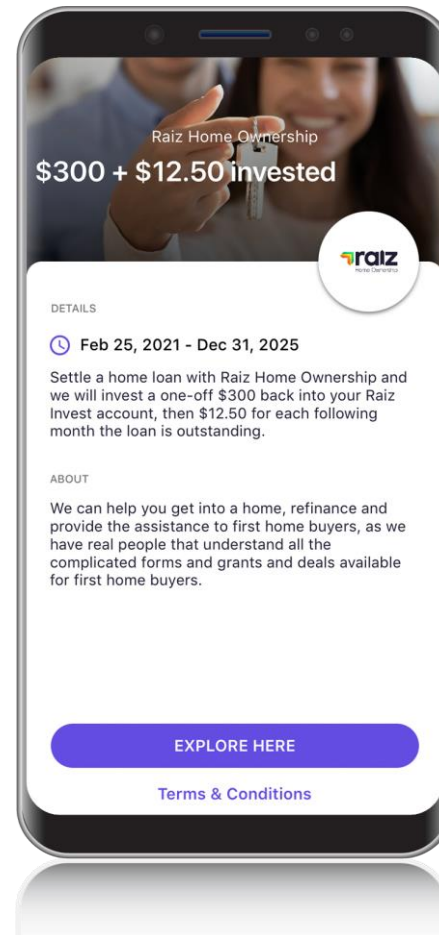 Raiz Home Ownership
$300 + $12.50 invested
raiz
Home Ownership
DETAILS
Feb 25, 2021 - Dec 31, 2025
Settle a home loan with Raiz Home Ownership and
we will invest a one-off $300 back into your Raiz
Invest account, then $12.50 for each following
month the loan is outstanding.
ABOUT
We can help you get into a home, refinance and
provide the assistance to first home buyers, as we
have real people that understand all the
complicated forms and grants and deals available
for first home buyers.
EXPLORE HERE
Terms & Conditions